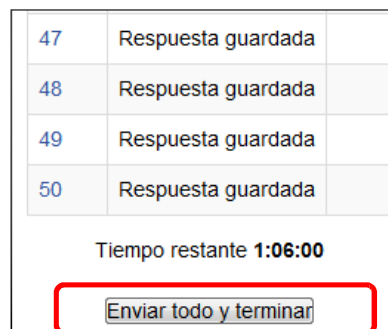 47 Respuesta guardada
48 Respuesta guardada
49 Respuesta guardada
50 Respuesta guardada
Tiempo restante 1:06:00
Enviar todo y terminar